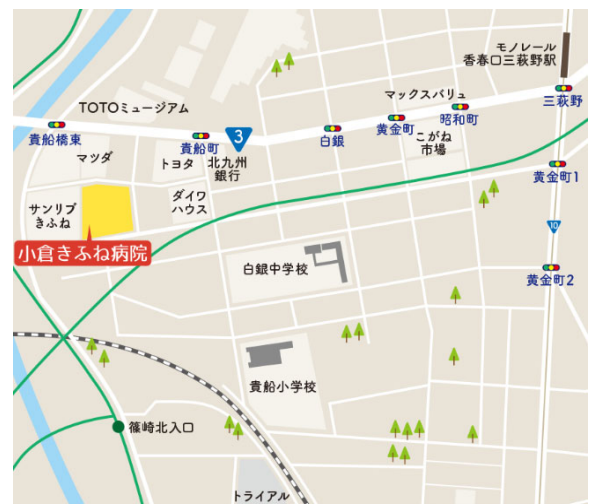 モノレール
香春口三萩野駅
TOTOミュージアム
マックスバリュ
三萩野
昭和町
黄金町
3
白銀
貴船町
貴船橋東
マツダ
トヨタ
北九州
銀行
こがね
市場
黄金町1
ダイワ
ハウス
サンリブ
きふね
10
小倉きふね病院
白銀中学校
黄金町2
貴船小学校
篠崎北入口
トライアル